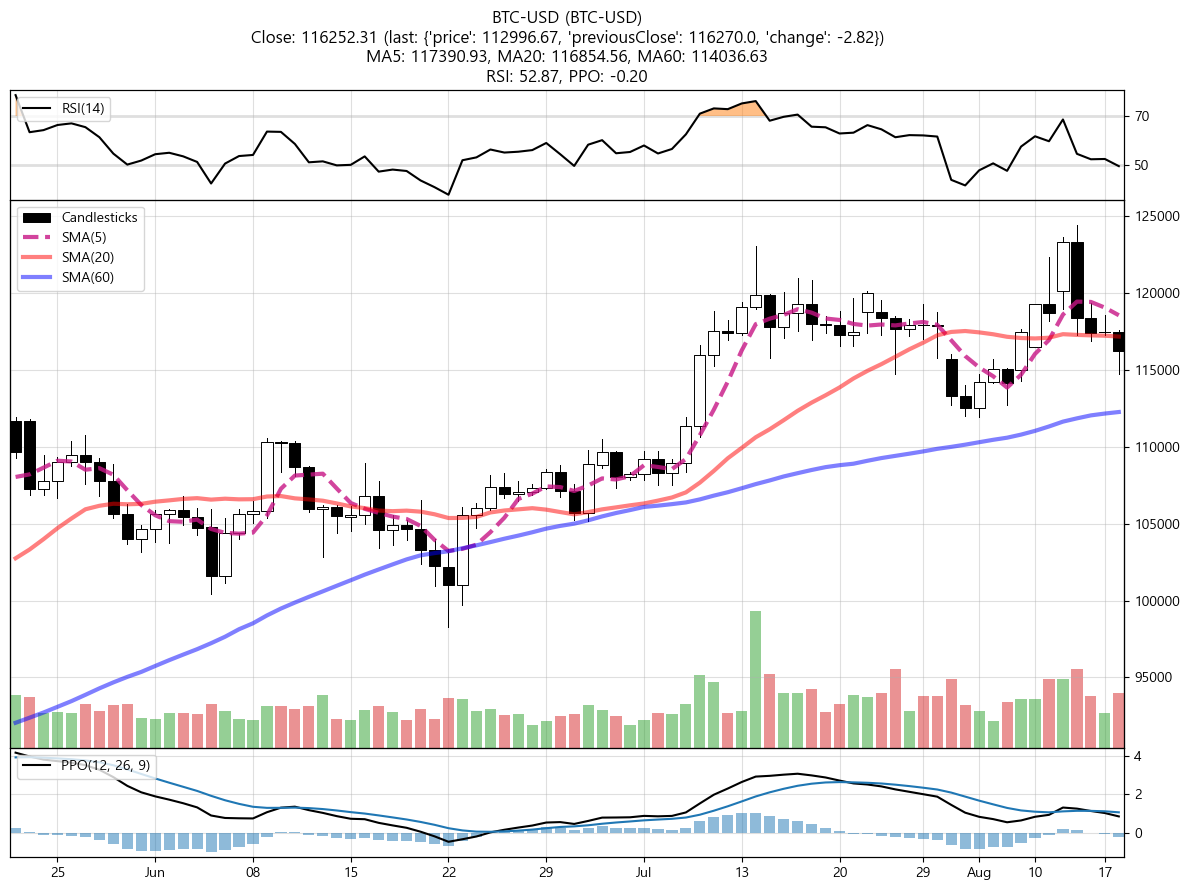 BTC-USD (BTC-USD)
Close: 116252.31 (last: {'price': 112996.67, 'previousClose': 116270.0, 'change': -2.82})
MA5: 117390.93, MA20: 116854.56, MA60: 114036.63
RSI: 52.87, PPO: -0.20
RSI(14)
70
50
Candlesticks
SMA(5)
SMA(20)
SMA(60)
125000
120000
115000
110000
105000
100000
95000
PPO(12, 26, 9)
4
2
0
25 Jun 08 15 22 29 Jul 13 20 29 Aug 10 17